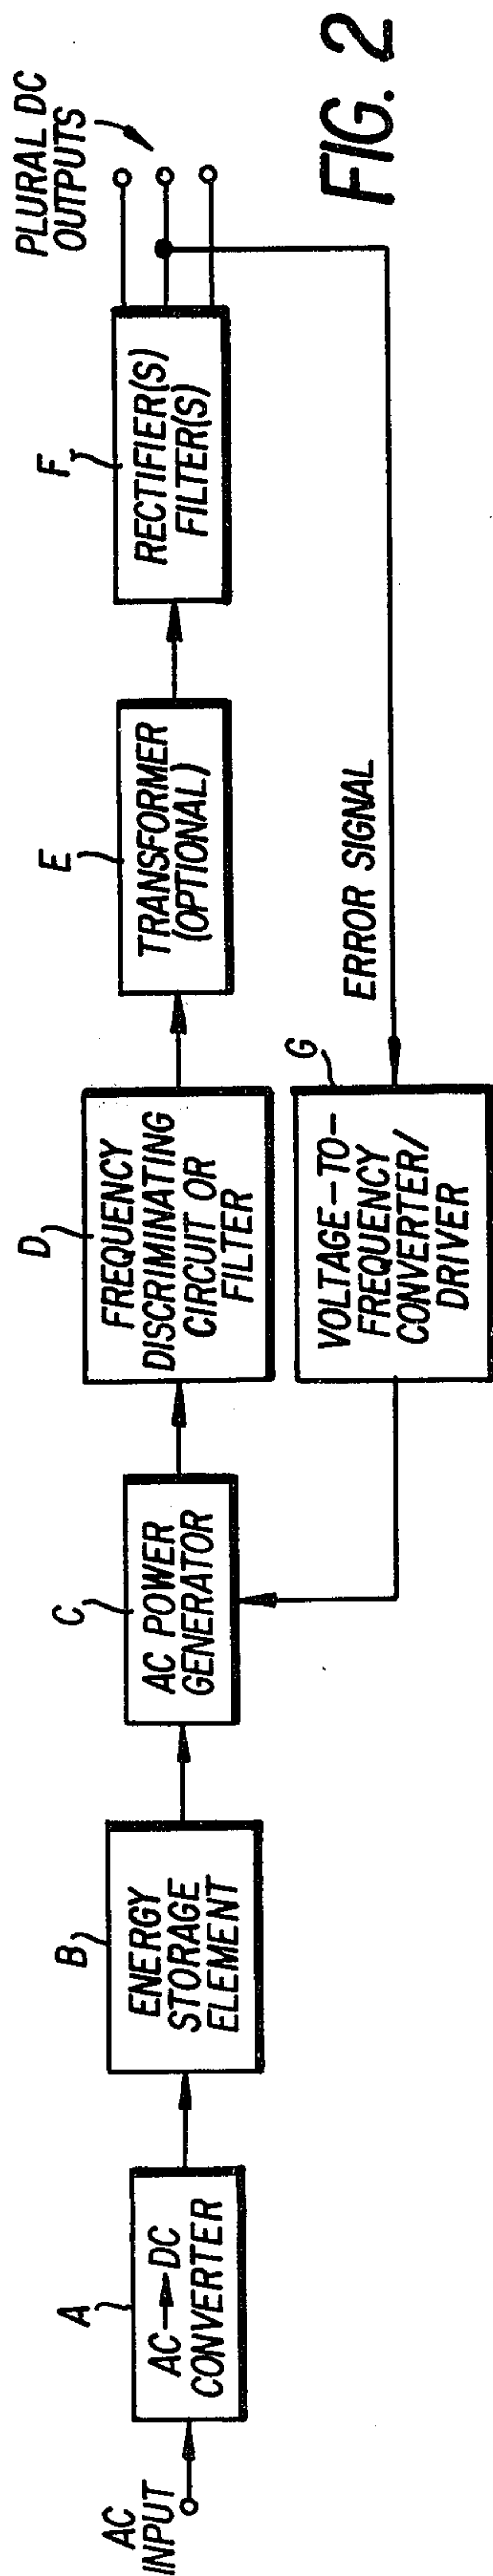 AC
INPUT
A
AC→DC
CONVERTER
B
ENERGY
STORAGE
ELEMENT
C
AC POWER
GENERATOR
D
FREQUENCY
DISCRIMINATING
CIRCUIT OR
FILTER
E
TRANSFORMER
(OPTIONAL)
F
RECTIFIER(S)
FILTER(S)
PLURAL DC
OUTPUTS
ERROR SIGNAL
G
VOLTAGE-TO-
FREQUENCY
CONVERTER/
DRIVER
FIG. 2